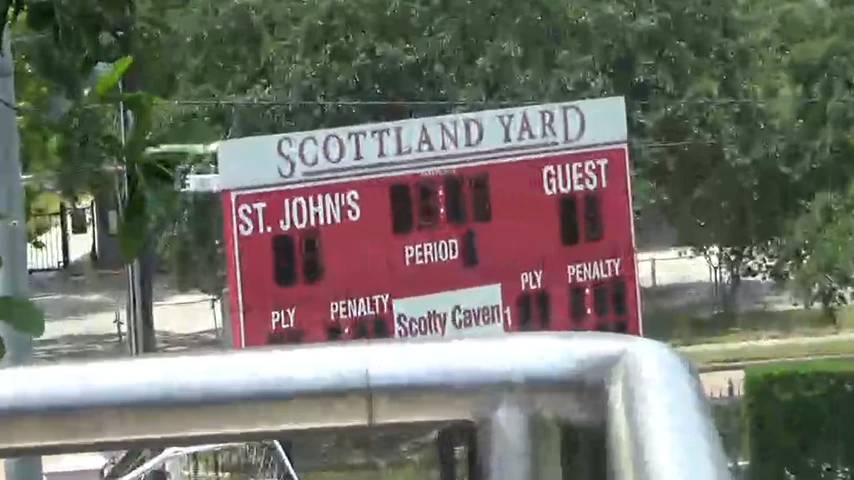 SCOTTLAND YARD
ST. JOHN'S
GUEST
PERIOD
PLY PENALTY
PLY PENALTY
Scotty Caven